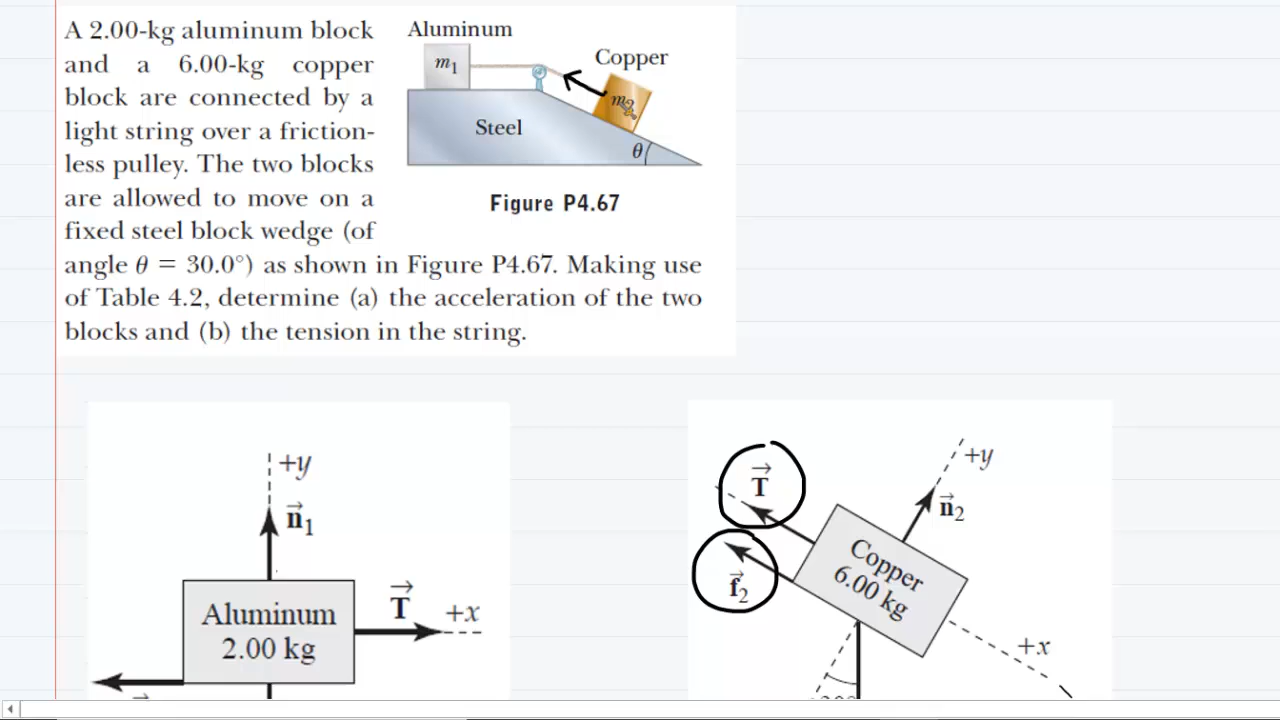 A 2.00-kg aluminum block
and a 6.00-kg copper
block are connected by a
light string over a friction-
less pulley. The two blocks
are allowed to move on a
fixed steel block wedge (of
angle θ = 30.0°) as shown in Figure P4.67. Making use
of Table 4.2, determine (a) the acceleration of the two
blocks and (b) the tension in the string.
Aluminum
Copper
m₁
m₂
Steel
θ
Figure P4.67
+y
n⃗₁
Aluminum
2.00 kg
T⃗
+x
+y
T⃗
n⃗₂
f⃗₂
Copper
6.00 kg
+x